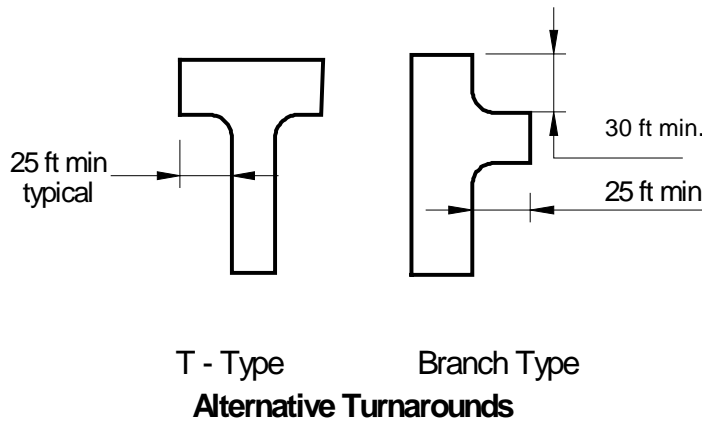 25 ft min
typical
30 ft min.
25 ft min
T - Type
Branch Type
Alternative Turnarounds